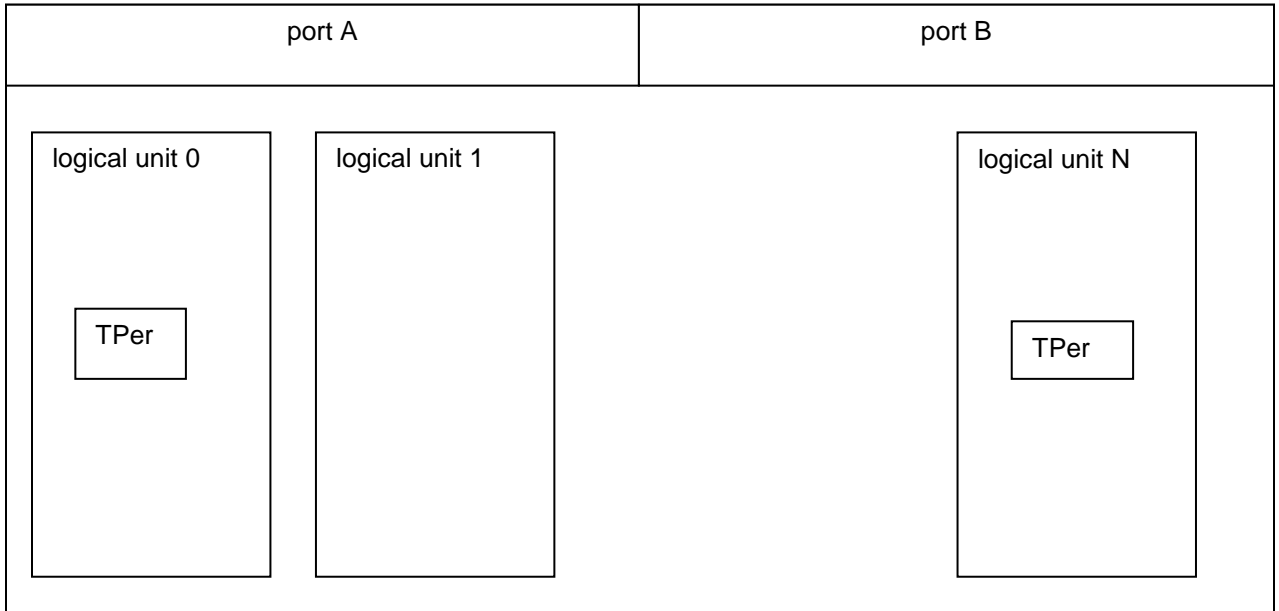 port A
port B
logical unit 0
logical unit 1
logical unit N
TPer
TPer